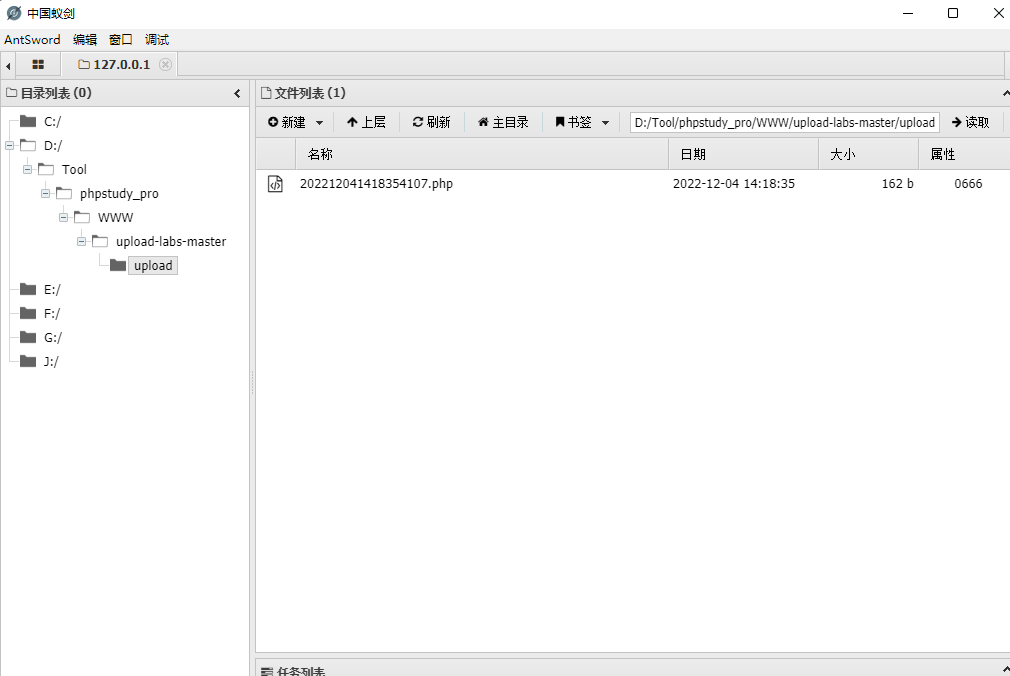 中国蚁剑
AntSword 编辑 窗口 调试
127.0.0.1
目录列表 (0)
C:/
D:/
Tool
phpstudy_pro
WWW
upload-labs-master
upload
E:/
F:/
G:/
J:/
文件列表 (1)
新建 上层 刷新 主目录 书签 D:/Tool/phpstudy_pro/WWW/upload-labs-master/upload 读取
名称 日期 大小 属性
202212041418354107.php 2022-12-04 14:18:35 162 b 0666
任务列表